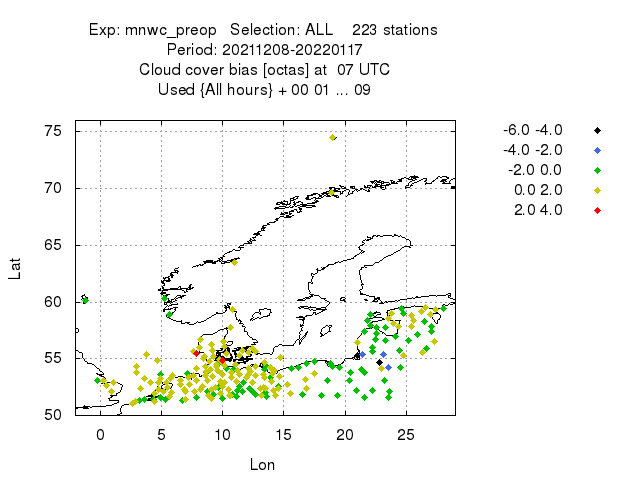 Exp: mnwc_preop   Selection: ALL    223 stations
Period: 20211208-20220117
Cloud cover bias [octas] at  07 UTC
Used {All hours} + 00 01 ... 09
-6.0 -4.0
-4.0 -2.0
-2.0 0.0
0.0 2.0
2.0 4.0
75
70
65
60
55
50
Lat
0 5 10 15 20 25
Lon